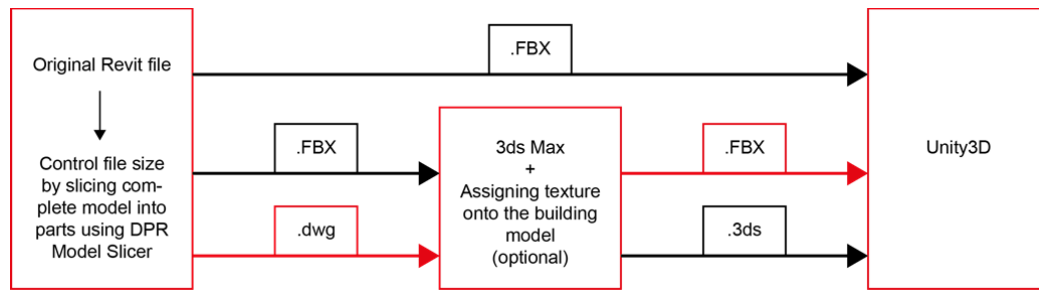 .FBX
Original Revit file
Control file size
by slicing com-
plete model into
parts using DPR
Model Slicer
.FBX
.dwg
3ds Max
+
Assigning texture
onto the building
model
(optional)
.FBX
.3ds
Unity3D